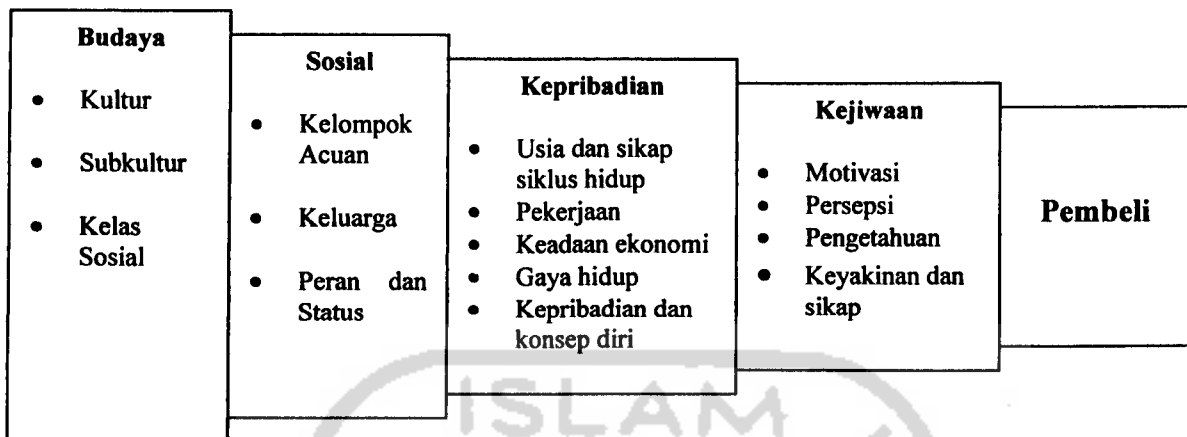 Budaya
• Kultur
• Subkultur
• Kelas
Sosial
Sosial
• Kelompok
Acuan
• Keluarga
• Peran dan
Status
Kepribadian
• Usia dan sikap
siklus hidup
• Pekerjaan
• Keadaan ekonomi
• Gaya hidup
• Kepribadian dan
konsep diri
Kejiwaan
• Motivasi
• Persepsi
• Pengetahuan
• Keyakinan dan
sikap
Pembeli
ISLAM